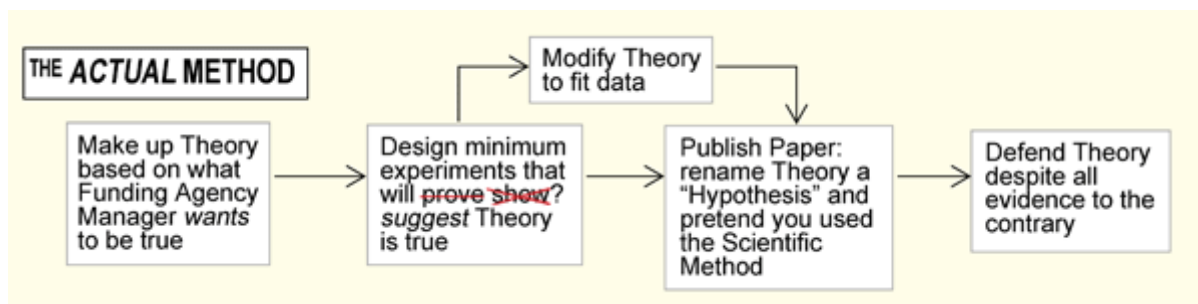 THE ACTUAL METHOD
Modify Theory
to fit data
Make up Theory
based on what
Funding Agency
Manager wants
to be true
Design minimum
experiments that
will prove show?
suggest Theory
is true
Publish Paper:
rename Theory a
“Hypothesis” and
pretend you used
the Scientific
Method
Defend Theory
despite all
evidence to the
contrary